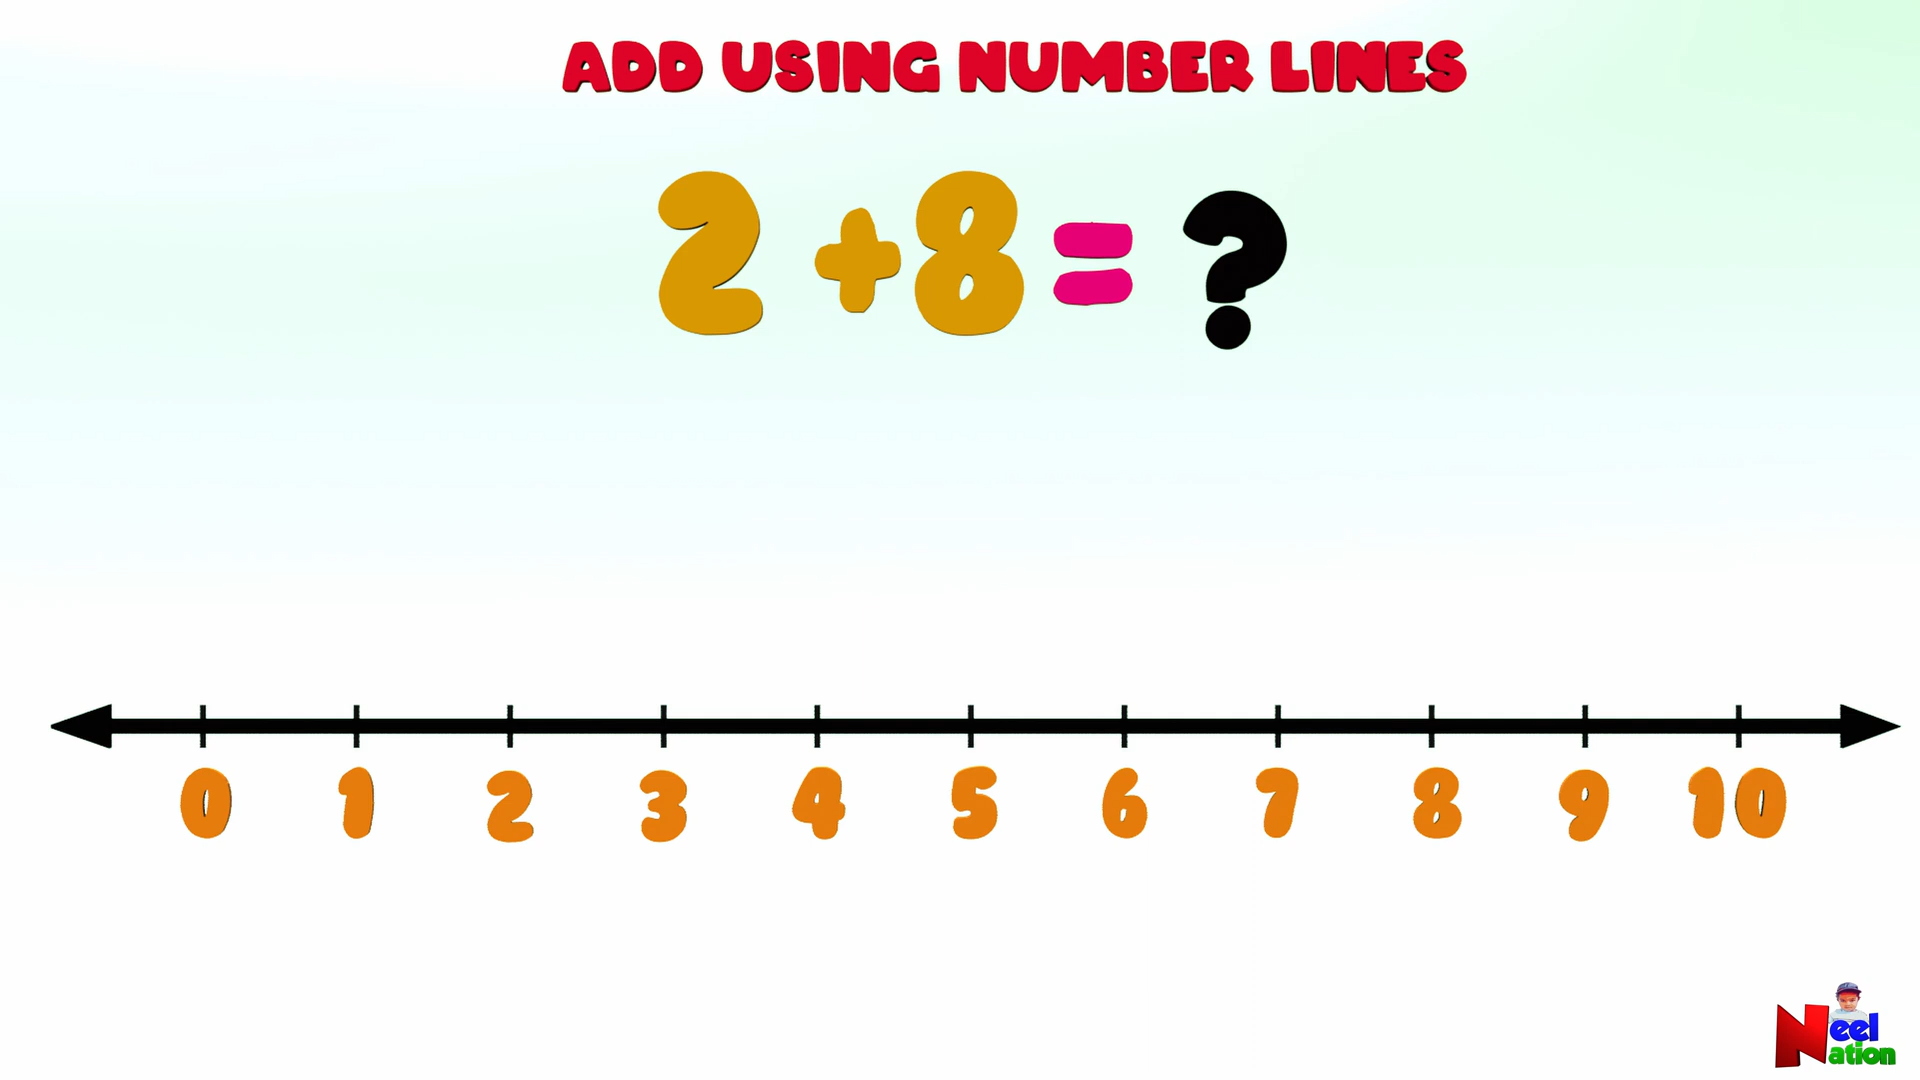 ADD USING NUMBER LINES
2 + 8 = ?
0 1 2 3 4 5 6 7 8 9 10
Neel
Nation